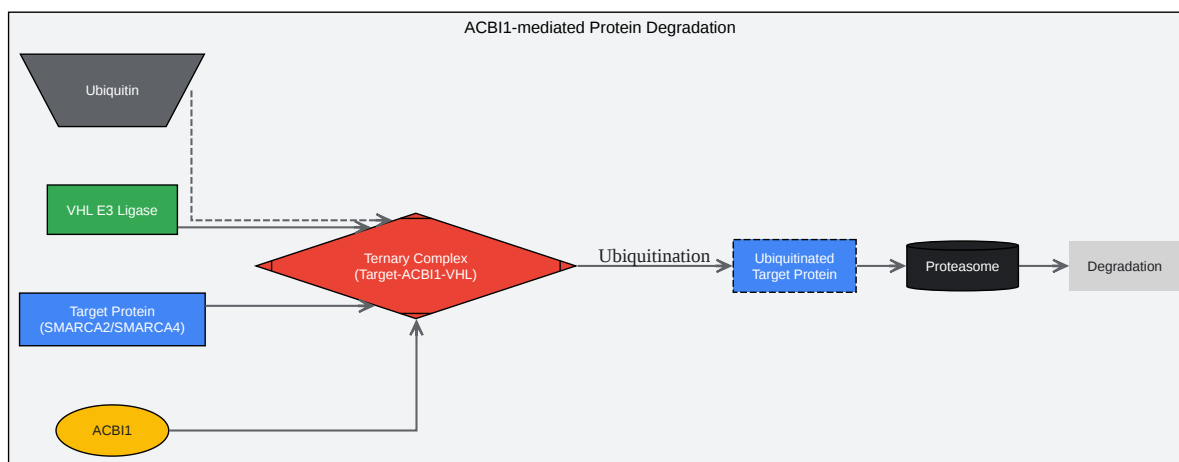 ACBI1-mediated Protein Degradation
Ubiquitin
VHL E3 Ligase
Target Protein
(SMARCA2/SMARCA4)
ACBI1
Ternary Complex
(Target-ACBI1-VHL)
Ubiquitination
Ubiquitinated
Target Protein
Proteasome
Degradation